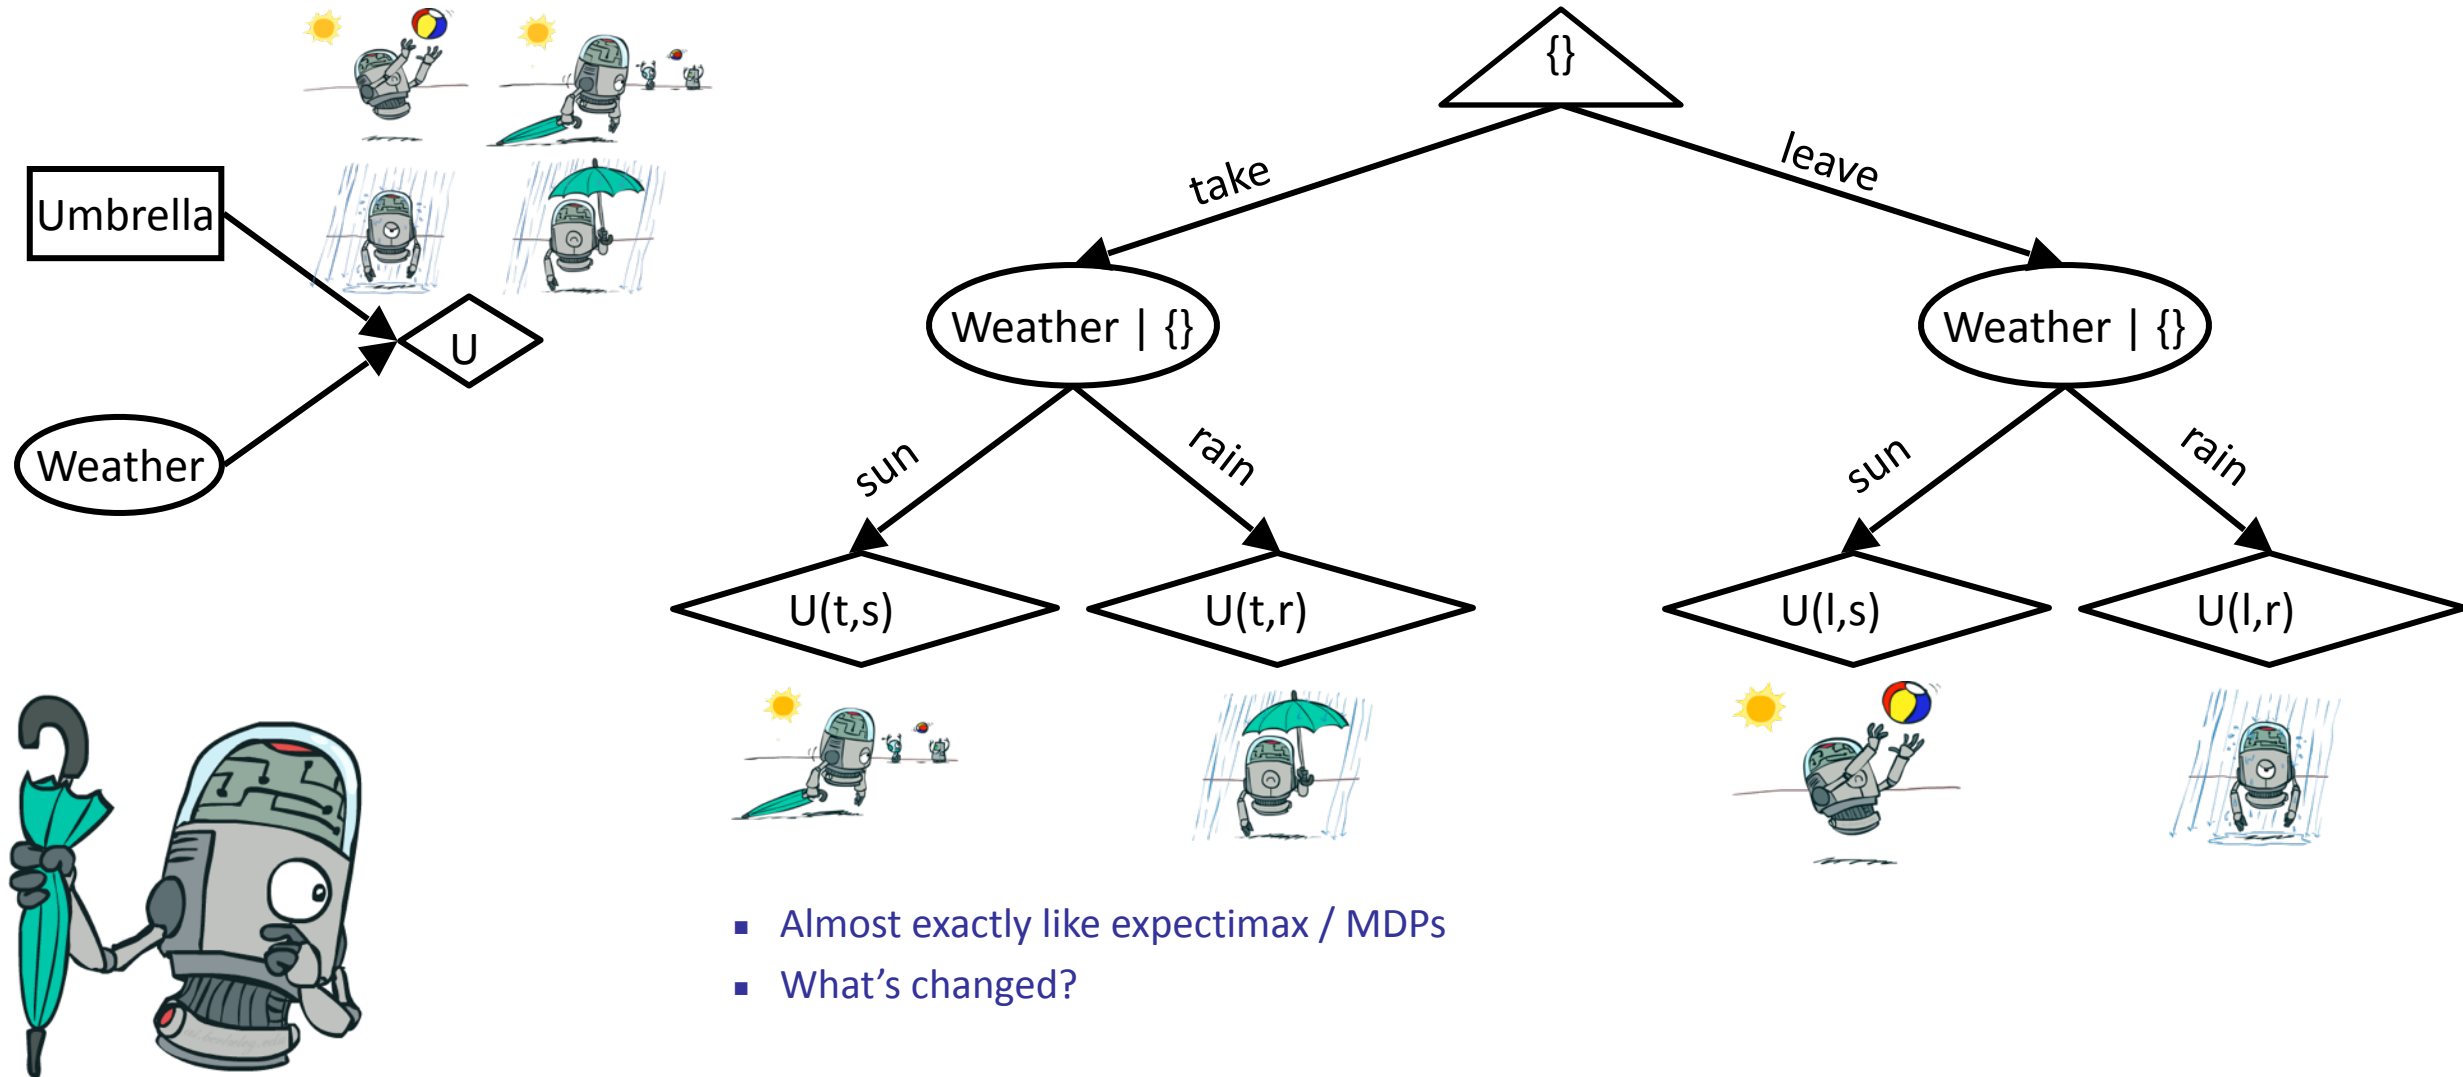 {}
take
leave
Umbrella
Weather | {}
Weather | {}
U
Weather
sun
rain
sun
rain
U(t,s)
U(t,r)
U(l,s)
U(l,r)
▪ Almost exactly like expectimax / MDPs
▪ What's changed?